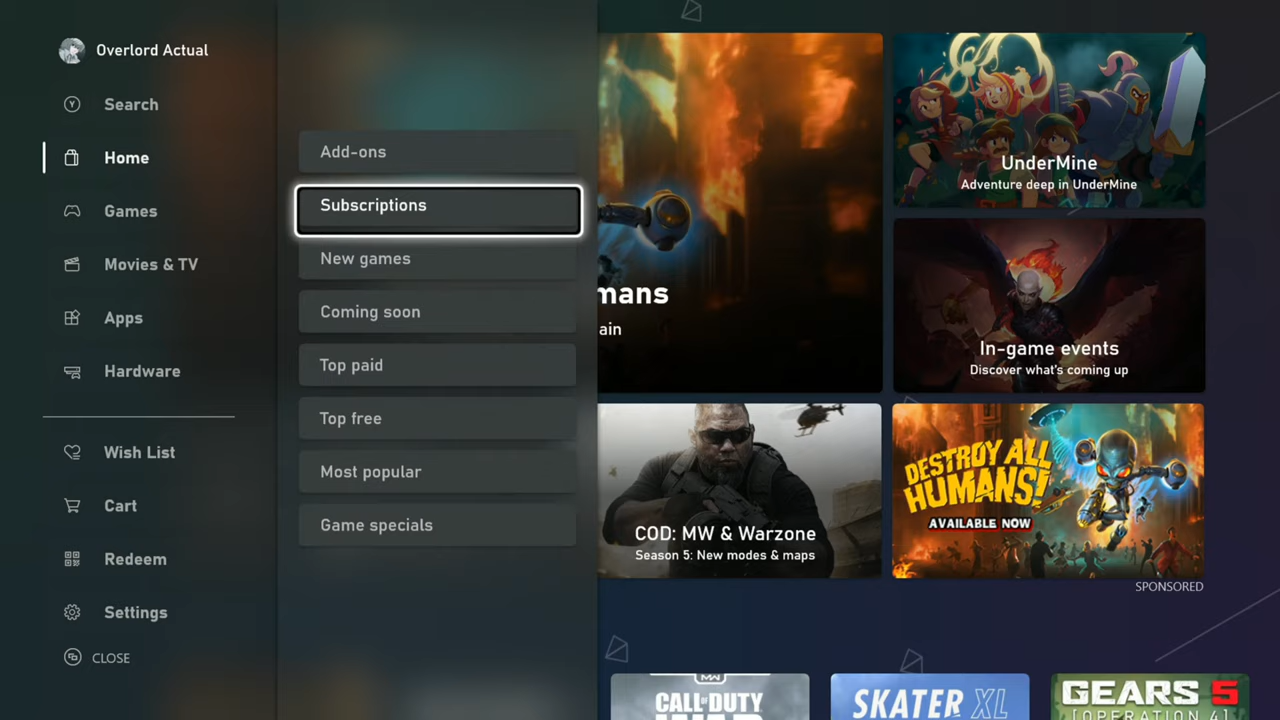 Overlord Actual
Search
Home
Games
Movies & TV
Apps
Hardware
Wish List
Cart
Redeem
Settings
CLOSE
Add-ons
Subscriptions
New games
Coming soon
Top paid
Top free
Most popular
Game specials
mans
ain
UnderMine
Adventure deep in UnderMine
In-game events
Discover what's coming up
COD: MW & Warzone
Season 5: New modes & maps
DESTROY ALL
HUMANS!
AVAILABLE NOW
SPONSORED
MW
CALL OF DUTY
WAR
SKATER XL
GEARS 5
[OPERATION 4]